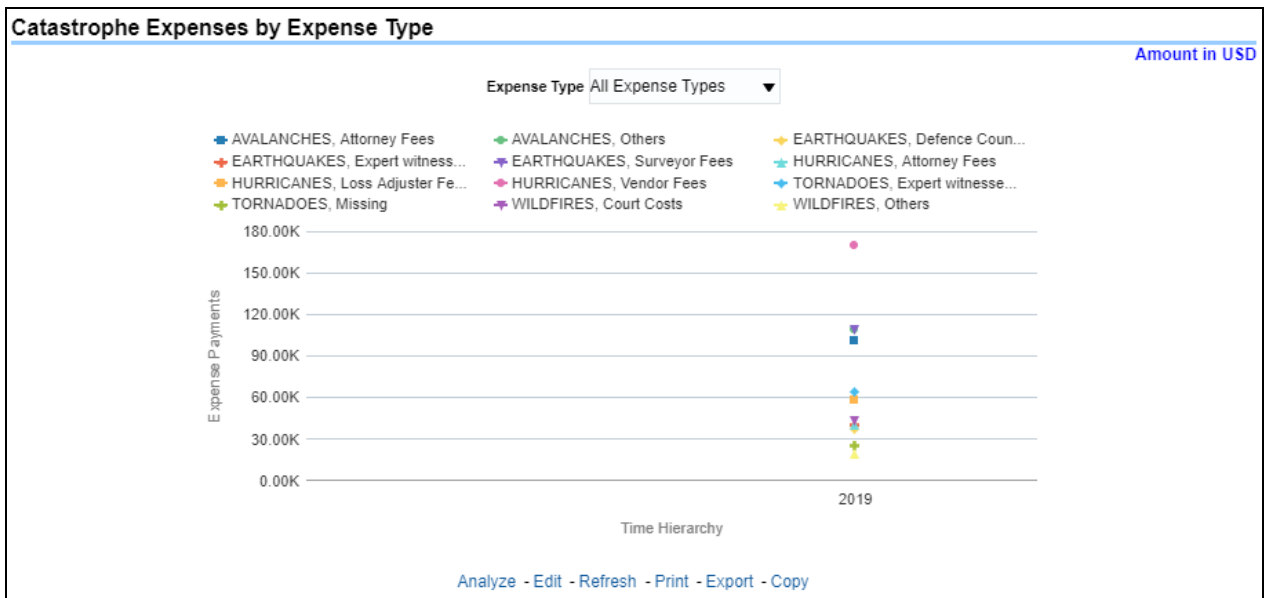 Catastrophe Expenses by Expense Type
Amount in USD
Expense Type All Expense Types
AVALANCHES, Attorney Fees AVALANCHES, Others EARTHQUAKES, Defence Coun...
EARTHQUAKES, Expert witness... EARTHQUAKES, Surveyor Fees HURRICANES, Attorney Fees
HURRICANES, Loss Adjuster Fe... HURRICANES, Vendor Fees TORNADOES, Expert witnesse...
TORNADOES, Missing WILDFIRES, Court Costs WILDFIRES, Others
180.00K
150.00K
120.00K
90.00K
60.00K
30.00K
0.00K
Expense Payments
2019
Time Hierarchy
Analyze - Edit - Refresh - Print - Export - Copy